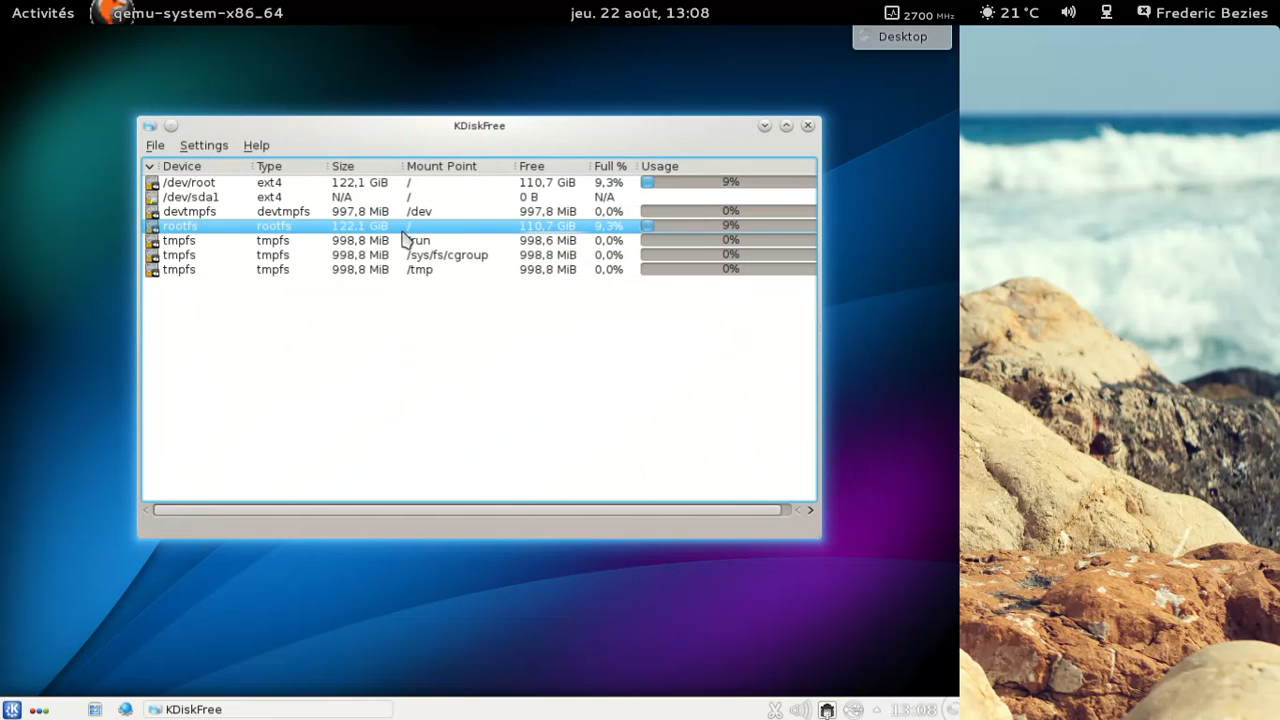 Activités qemu-system-x86_64 jeu. 22 août, 13:08 2700 MHz 21 °C Frederic Bezies
Desktop
KDiskFree
File Settings Help
Device Type Size Mount Point Free Full % Usage
/dev/root ext4 122,1 GiB / 110,7 GiB 9,3% 9%
/dev/sda1 ext4 N/A / 0 B N/A
devtmpfs devtmpfs 997,8 MiB /dev 997,8 MiB 0,0% 0%
rootfs rootfs 122,1 GiB / 110,7 GiB 9,3% 9%
tmpfs tmpfs 998,8 MiB /run 998,6 MiB 0,0% 0%
tmpfs tmpfs 998,8 MiB /sys/fs/cgroup 998,8 MiB 0,0% 0%
tmpfs tmpfs 998,8 MiB /tmp 998,8 MiB 0,0% 0%
KDiskFree 13:08